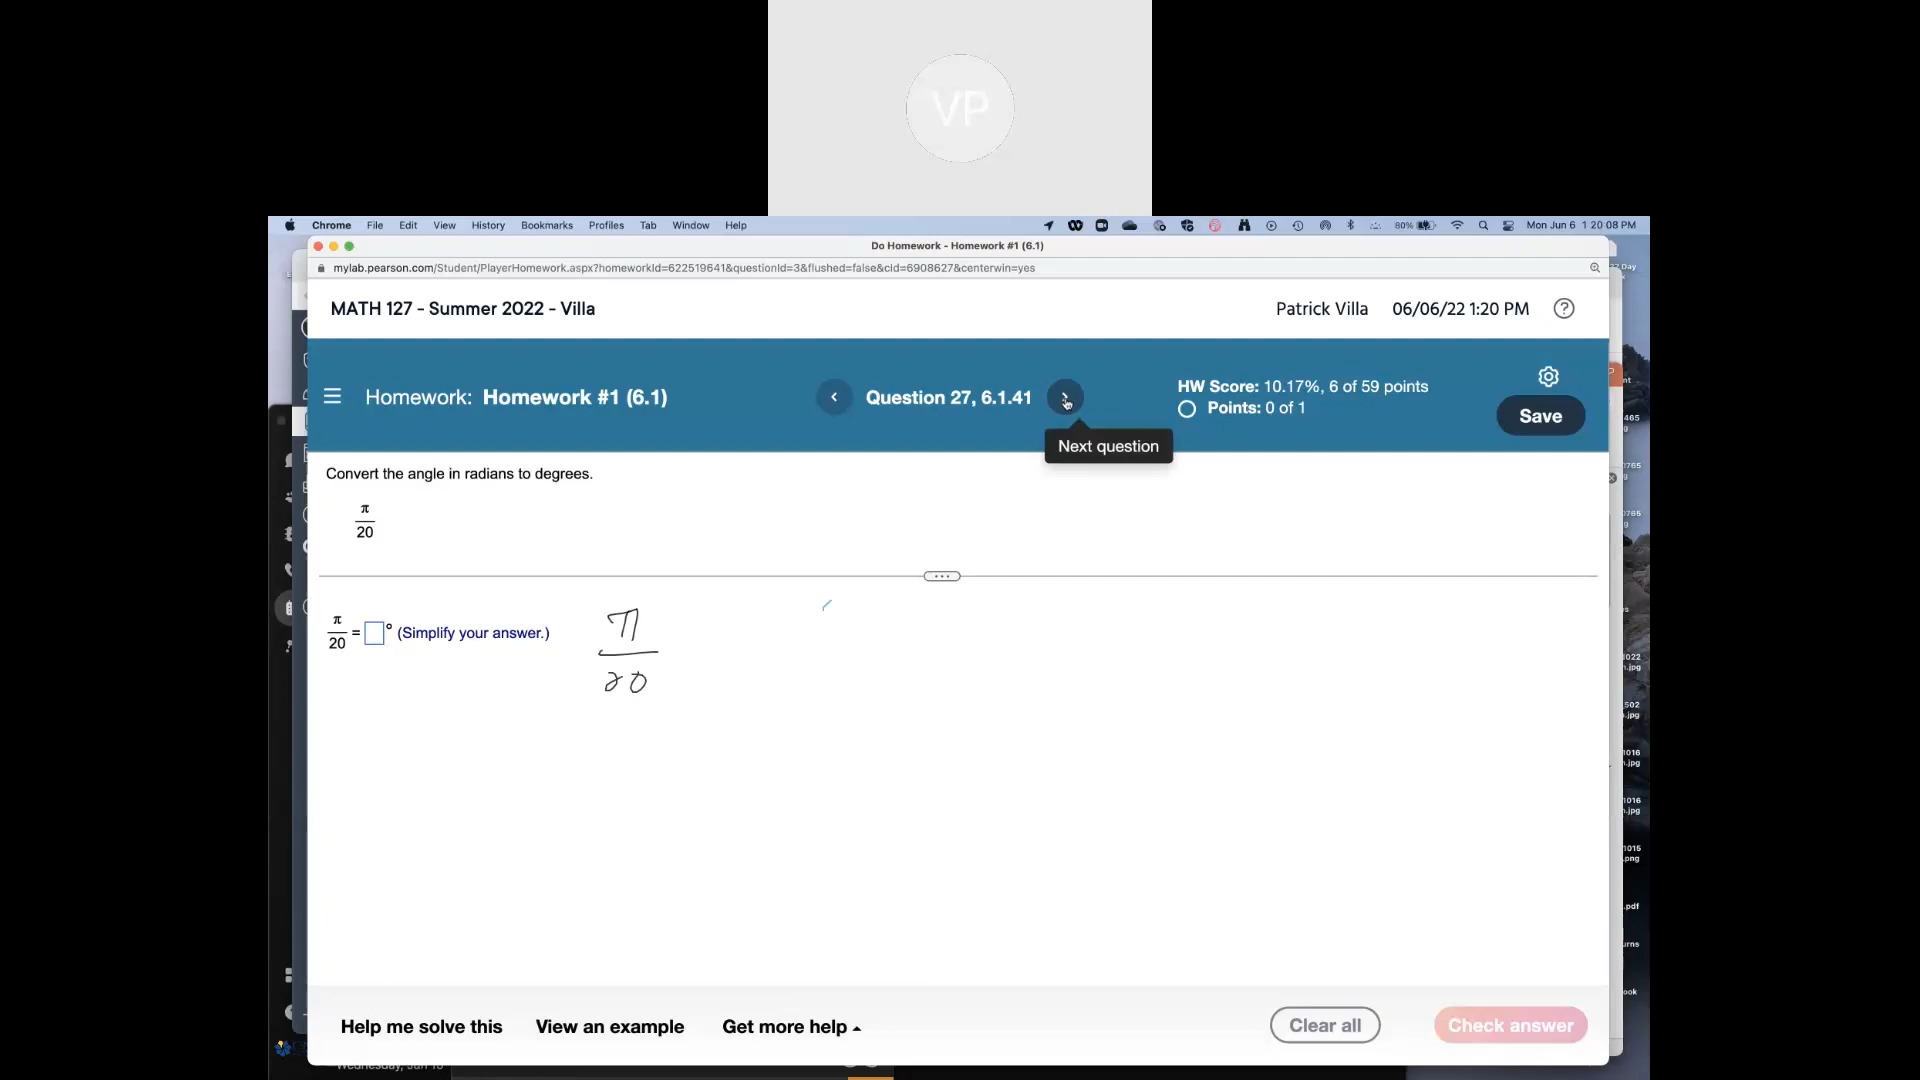 VP
Chrome File Edit View History Bookmarks Profiles Tab Window Help 80% Mon Jun 6 1 20 08 PM
Do Homework - Homework #1 (6.1)
mylab.pearson.com/Student/PlayerHomework.aspx?homeworkId=622519641&questionId=3&flushed=false&cId=6908627&centerwin=yes
MATH 127 - Summer 2022 - Villa Patrick Villa 06/06/22 1:20 PM ?
Homework: Homework #1 (6.1) Question 27, 6.1.41 HW Score: 10.17%, 6 of 59 points
Points: 0 of 1
Save
Next question
Convert the angle in radians to degrees.
π
20
π
20 = ° (Simplify your answer.)
π
20
Help me solve this View an example Get more help Clear all Check answer